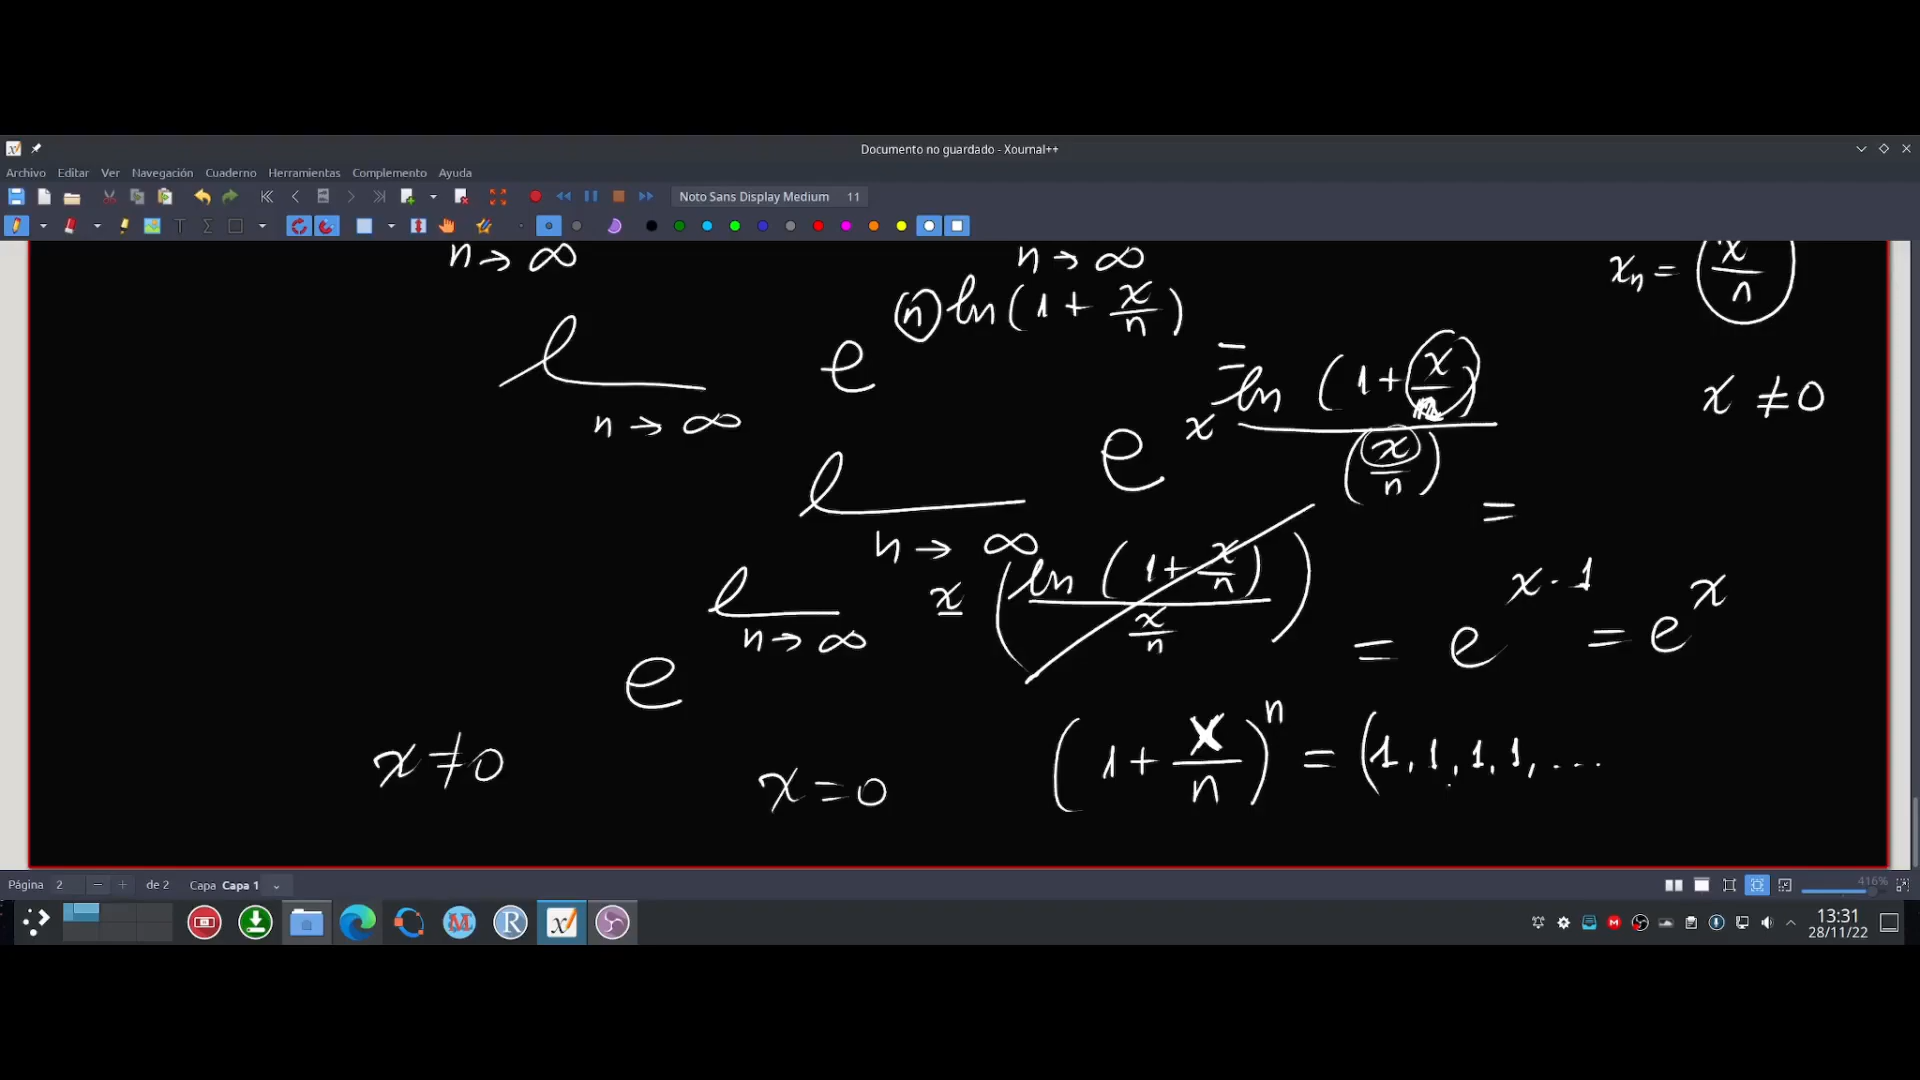 Documento no guardado - Xournal++
Archivo Editar Ver Navegación Cuaderno Herramientas Complemento Ayuda
Noto Sans Display Medium 11
n → ∞ n → ∞ xₙ = x/n
l n → ∞ e^(n ln(1 + x/n)) =
x ≠ 0
l n → ∞ e^(x ln(1 + x/n) / (x/n)) =
e^(l n → ∞ x (ln(1 + x/n) / (x/n))) = e^(x · 1) = e^x
x ≠ 0 x = 0 (1 + x/n)^n = (1, 1, 1, 1, ...
Página 2 de 2 Capa Capa 1 416%
13:31
28/11/22